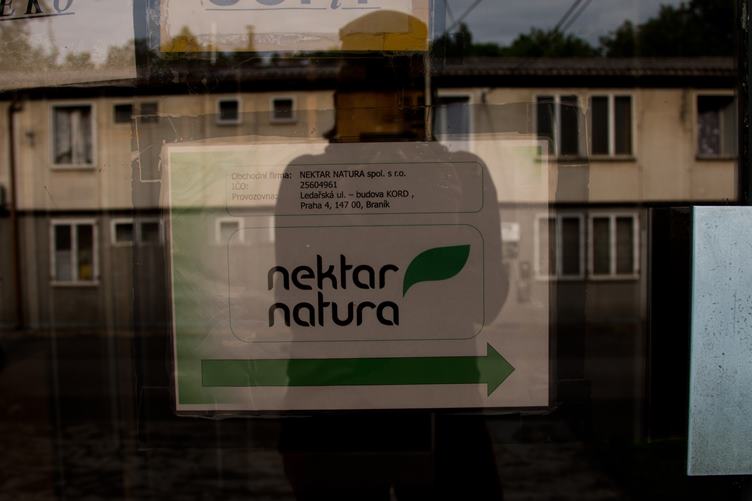 EKO
Obchodní firma: NEKTAR NATURA spol. s r.o.
IČO: 25604961
Provozovna: Ledařská ul. – budova KORD ,
Praha 4, 147 00, Braník
nektar
natura